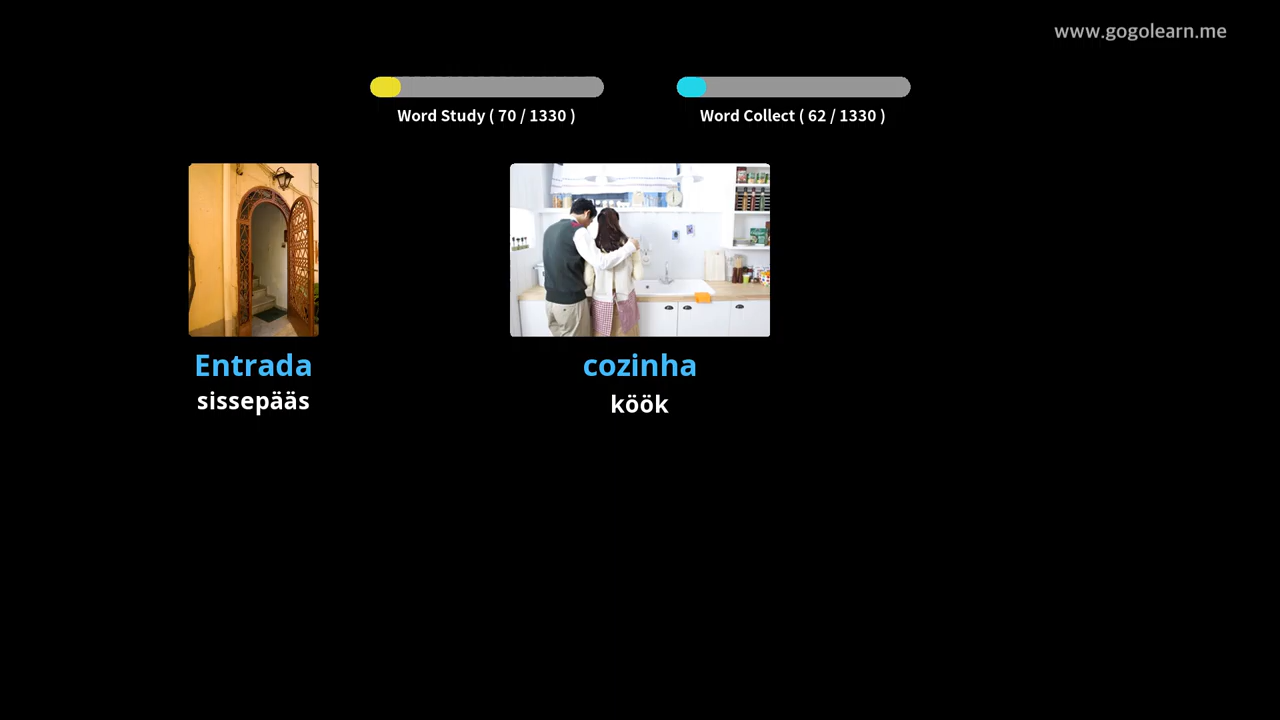 www.gogolearn.me
Word Study ( 70 / 1330 )
Word Collect ( 62 / 1330 )
Entrada
sissepääs
cozinha
köök